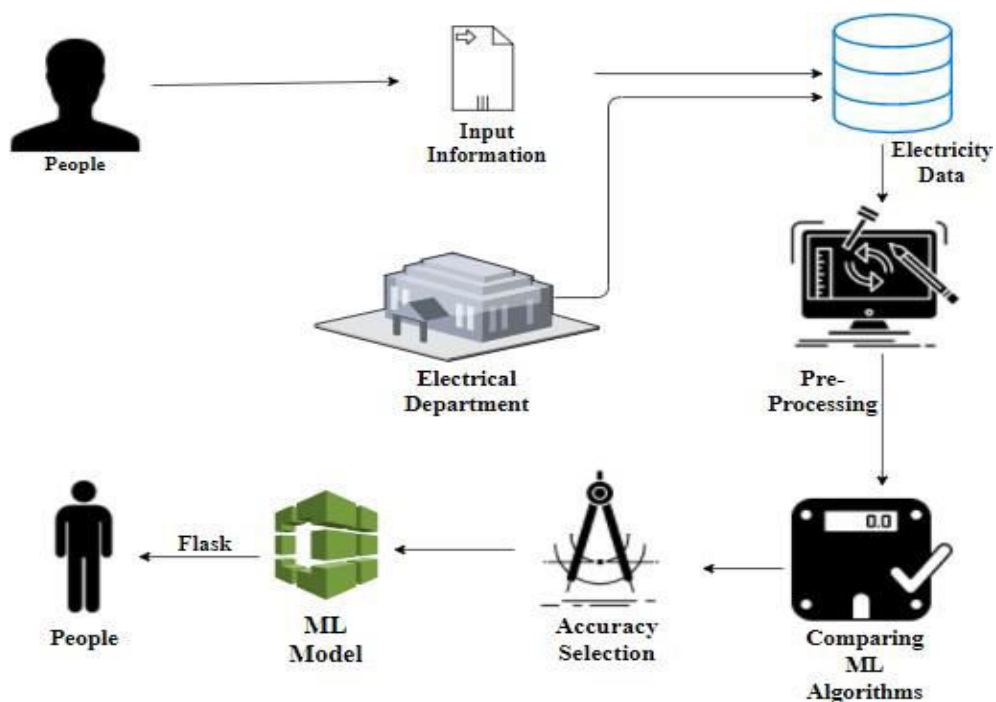 People
Input
Information
Electricity
Data
Electrical
Department
Pre-
Processing
People
Flask
ML
Model
Accuracy
Selection
0.0
Comparing
ML
Algorithms